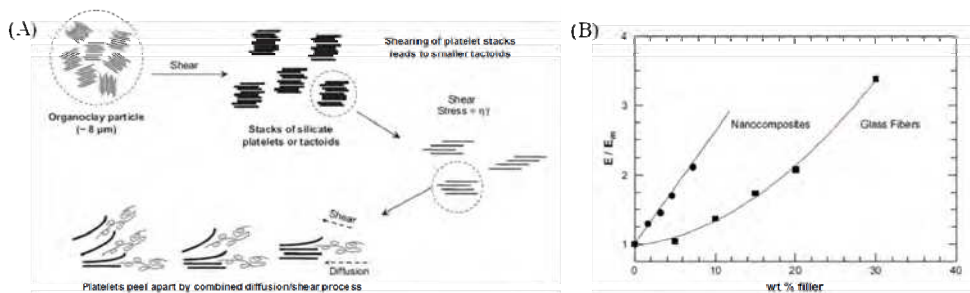 (A)
Organoclay particle
(~ 8 μm)
Shear
Stacks of silicate
platelets or tactoids
Shearing of platelet stacks
leads to smaller tactoids
Shear
Stress = ηγ̇
Shear
Diffusion
Platelets peel apart by combined diffusion/shear process
(B)
E / Em
4
3
2
1
Nanocomposites
Glass Fibers
0
10
20
30
40
wt % filler